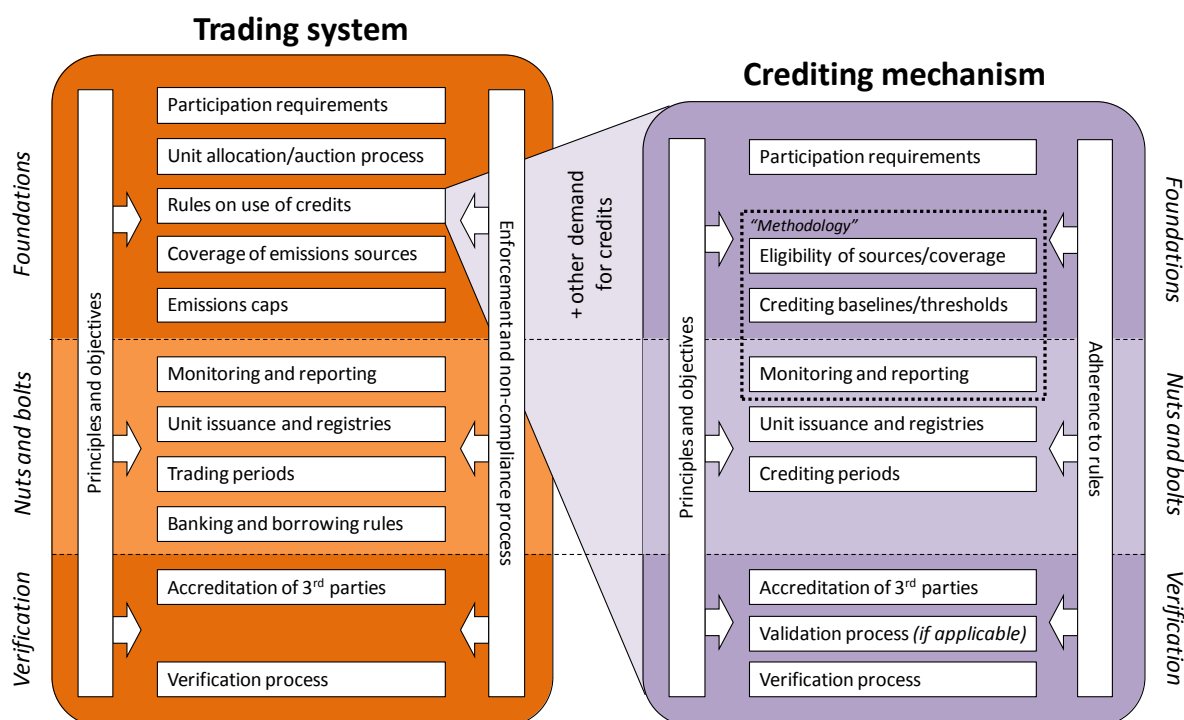 Trading system
Foundations
Nuts and bolts
Verification
Principles and objectives
Participation requirements
Unit allocation/auction process
Rules on use of credits
Coverage of emissions sources
Emissions caps
Monitoring and reporting
Unit issuance and registries
Trading periods
Banking and borrowing rules
Accreditation of 3rd parties
Verification process
Enforcement and non-compliance process
+ other demand
for credits
Crediting mechanism
Principles and objectives
Participation requirements
“Methodology”
Eligibility of sources/coverage
Crediting baselines/thresholds
Monitoring and reporting
Unit issuance and registries
Crediting periods
Accreditation of 3rd parties
Validation process (if applicable)
Verification process
Adherence to rules
Foundations
Nuts and bolts
Verification